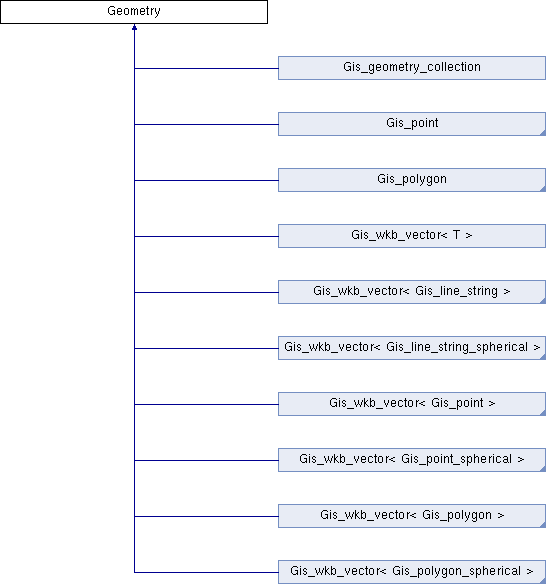 Geometry
Gis_geometry_collection
Gis_point
Gis_polygon
Gis_wkb_vector< T >
Gis_wkb_vector< Gis_line_string >
Gis_wkb_vector< Gis_line_string_spherical >
Gis_wkb_vector< Gis_point >
Gis_wkb_vector< Gis_point_spherical >
Gis_wkb_vector< Gis_polygon >
Gis_wkb_vector< Gis_polygon_spherical >